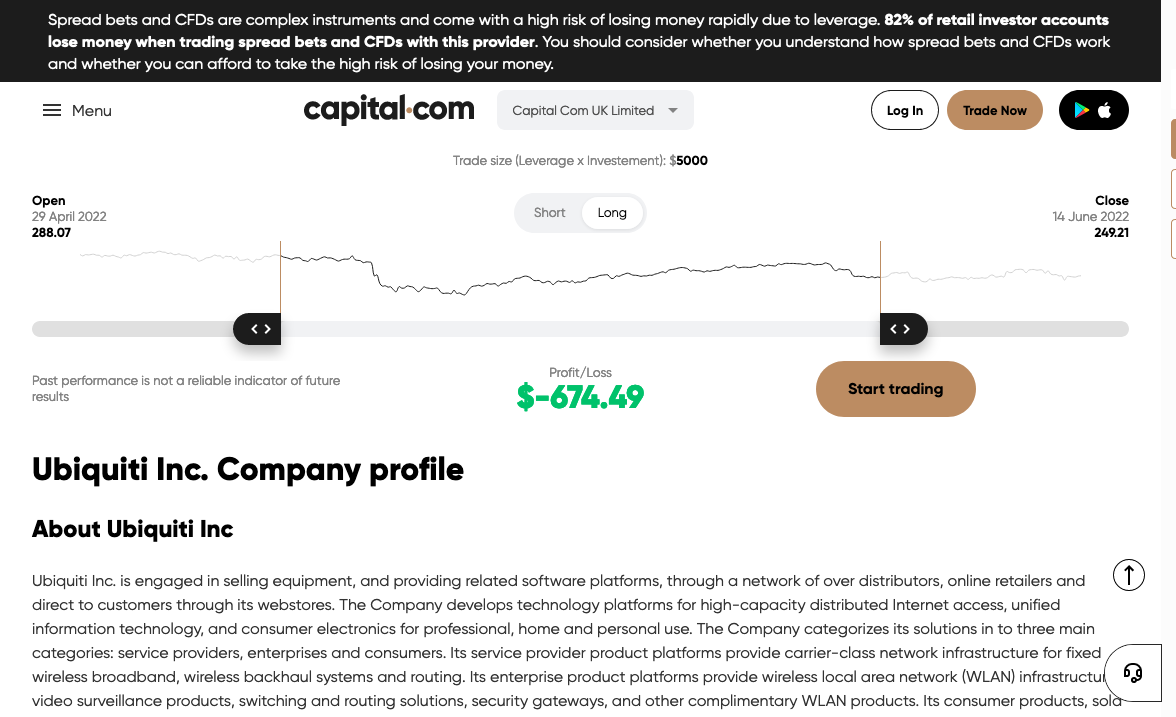 Spread bets and CFDs are complex instruments and come with a high risk of losing money rapidly due to leverage. 82% of retail investor accounts
lose money when trading spread bets and CFDs with this provider. You should consider whether you understand how spread bets and CFDs work
and whether you can afford to take the high risk of losing your money.
Menu
capital.com
Capital Com UK Limited
Log In
Trade Now
Trade size (Leverage x Investement): $5000
Open
29 April 2022
288.07
Short
Long
Close
14 June 2022
249.21
Past performance is not a reliable indicator of future
results
Profit/Loss
$-674.49
Start trading
Ubiquiti Inc. Company profile
About Ubiquiti Inc
Ubiquiti Inc. is engaged in selling equipment, and providing related software platforms, through a network of over distributors, online retailers and
direct to customers through its webstores. The Company develops technology platforms for high-capacity distributed Internet access, unified
information technology, and consumer electronics for professional, home and personal use. The Company categorizes its solutions in to three main
categories: service providers, enterprises and consumers. Its service provider product platforms provide carrier-class network infrastructure for fixed
wireless broadband, wireless backhaul systems and routing. Its enterprise product platforms provide wireless local area network (WLAN)
video surveillance products, switching and routing solutions, security gateways, and other complimentary WLAN products. Its consumer products, sold